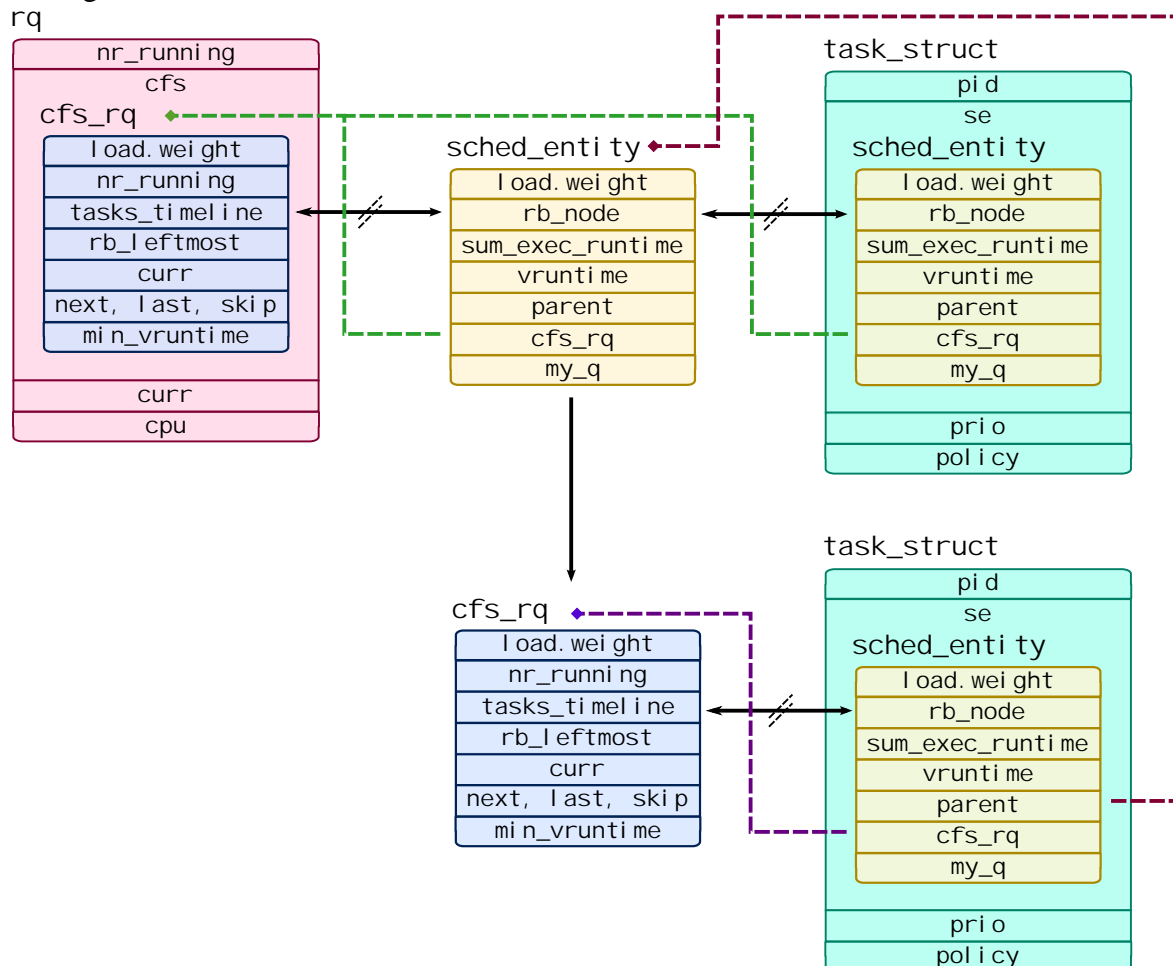 rq
nr_running
cfs
cfs_rq
load.weight
nr_running
tasks_timeline
rb_leftmost
curr
next, last, skip
min_vruntime
curr
cpu
sched_entity
load.weight
rb_node
sum_exec_runtime
vruntime
parent
cfs_rq
my_q
task_struct
pid
se
sched_entity
load.weight
rb_node
sum_exec_runtime
vruntime
parent
cfs_rq
my_q
prio
policy
cfs_rq
load.weight
nr_running
tasks_timeline
rb_leftmost
curr
next, last, skip
min_vruntime
task_struct
pid
se
sched_entity
load.weight
rb_node
sum_exec_runtime
vruntime
parent
cfs_rq
my_q
prio
policy